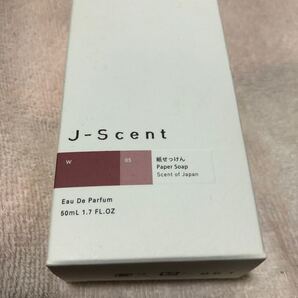 J-Scent
W 05 紙せっけん
Paper Soap
Scent of Japan
Eau De Parfum
50mL 1.7 FL.OZ